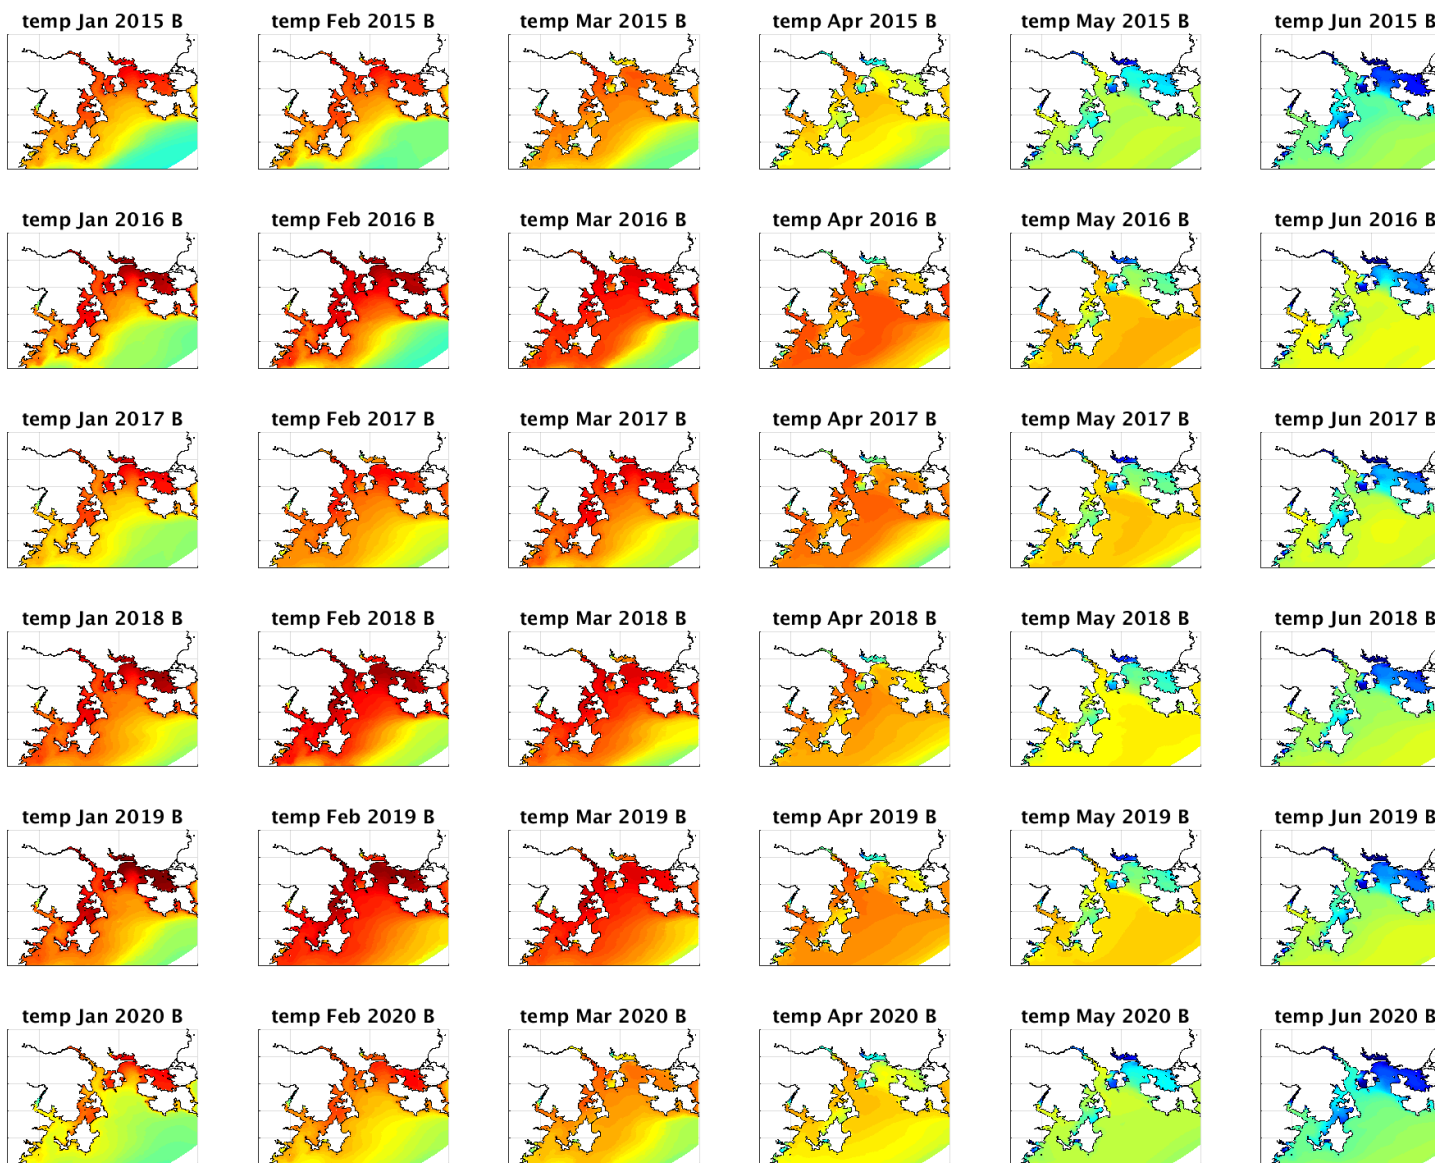 temp Jan 2015 B temp Feb 2015 B temp Mar 2015 B temp Apr 2015 B temp May 2015 B temp Jun 2015 B
temp Jan 2016 B temp Feb 2016 B temp Mar 2016 B temp Apr 2016 B temp May 2016 B temp Jun 2016 B
temp Jan 2017 B temp Feb 2017 B temp Mar 2017 B temp Apr 2017 B temp May 2017 B temp Jun 2017 B
temp Jan 2018 B temp Feb 2018 B temp Mar 2018 B temp Apr 2018 B temp May 2018 B temp Jun 2018 B
temp Jan 2019 B temp Feb 2019 B temp Mar 2019 B temp Apr 2019 B temp May 2019 B temp Jun 2019 B
temp Jan 2020 B temp Feb 2020 B temp Mar 2020 B temp Apr 2020 B temp May 2020 B temp Jun 2020 B